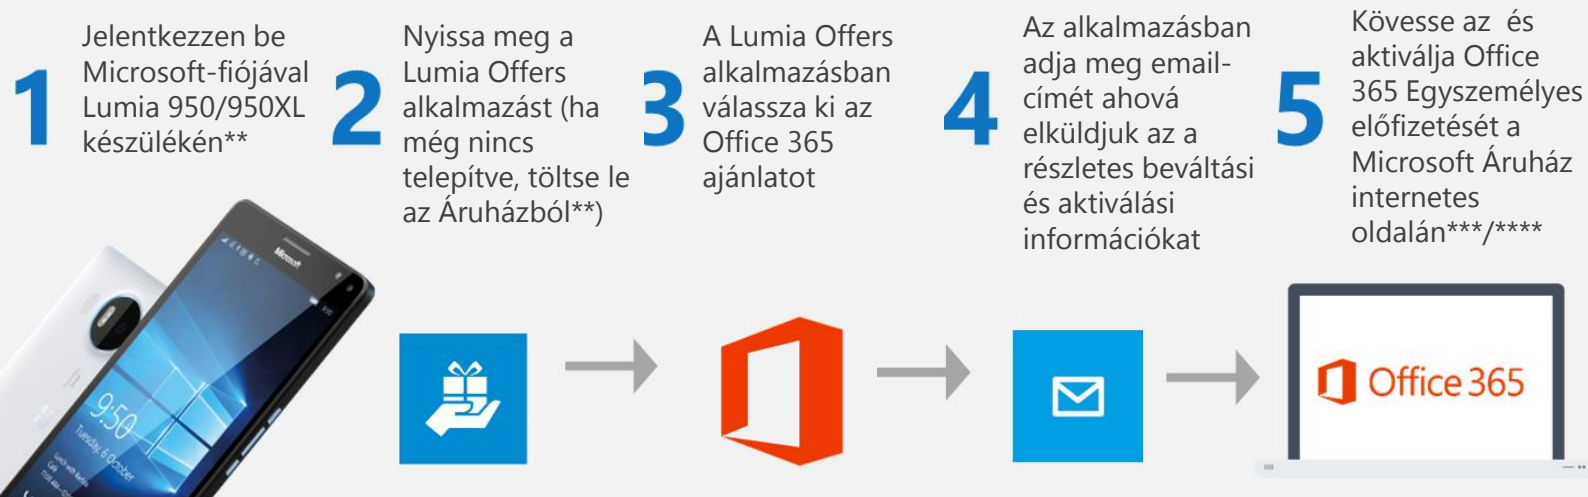 1
Jelentkezzen be
Microsoft-fiójával
Lumia 950/950XL
készülékén**
2
Nyissa meg a
Lumia Offers
alkalmazást (ha
még nincs
telepítve, töltse le
az Áruházból**)
3
A Lumia Offers
alkalmazásban
válassza ki az
Office 365
ajánlatot
4
Az alkalmazásban
adja meg email-
címét ahová
elküldjuk az a
részletes beváltási
és aktiválási
információkat
5
Kövesse az és
aktiválja Office
365 Egyszemélyes
előfizetését a
Microsoft Áruház
internetes
oldalán***/****
Microsoft
9:50
Tuesday, 6 October
Office 365